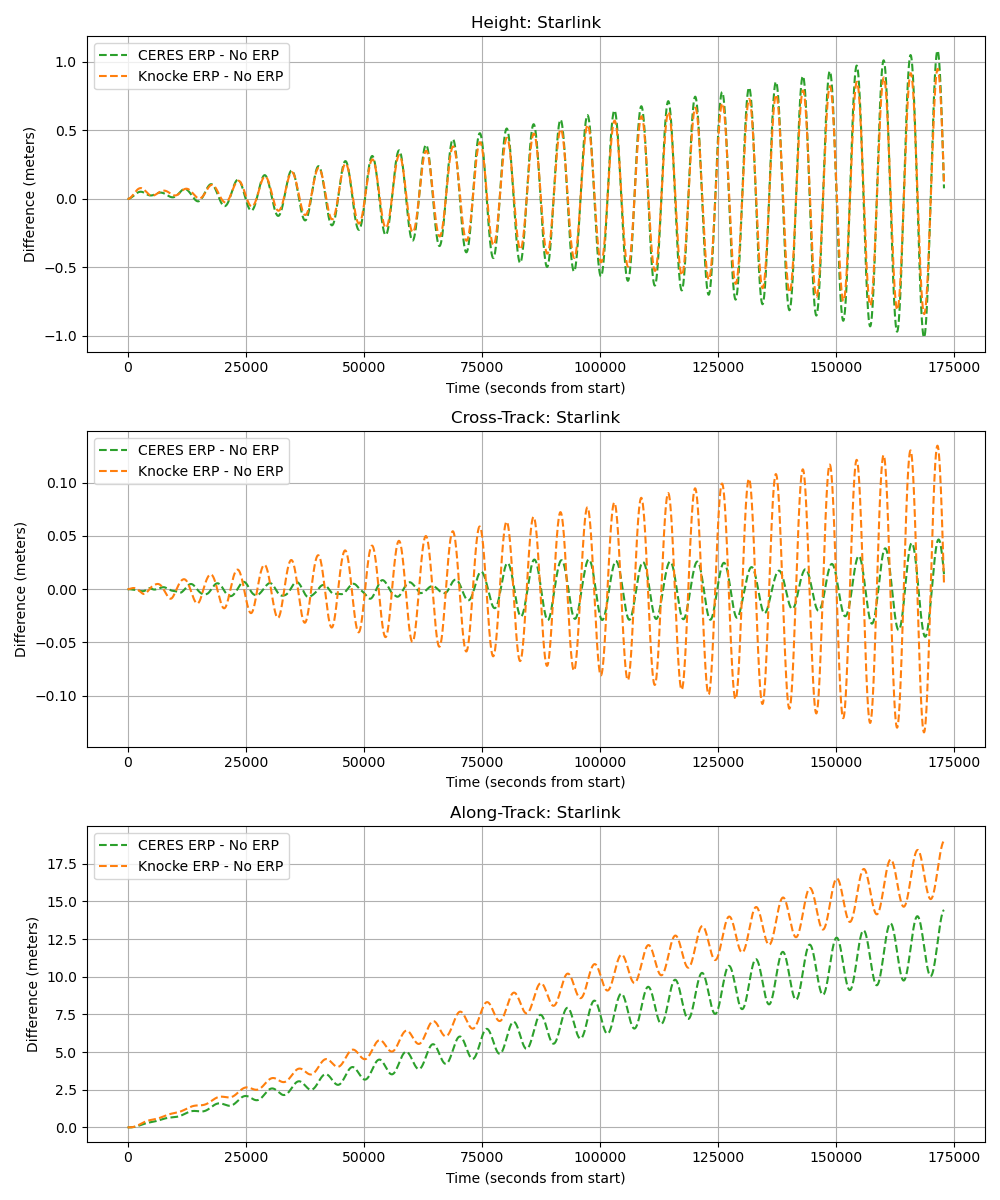 Height: Starlink
CERES ERP - No ERP
Knocke ERP - No ERP
Difference (meters)
1.0
0.5
0.0
−0.5
−1.0
0 25000 50000 75000 100000 125000 150000 175000
Time (seconds from start)
Cross-Track: Starlink
CERES ERP - No ERP
Knocke ERP - No ERP
Difference (meters)
0.10
0.05
0.00
−0.05
−0.10
0 25000 50000 75000 100000 125000 150000 175000
Time (seconds from start)
Along-Track: Starlink
CERES ERP - No ERP
Knocke ERP - No ERP
Difference (meters)
17.5
15.0
12.5
10.0
7.5
5.0
2.5
0.0
0 25000 50000 75000 100000 125000 150000 175000
Time (seconds from start)